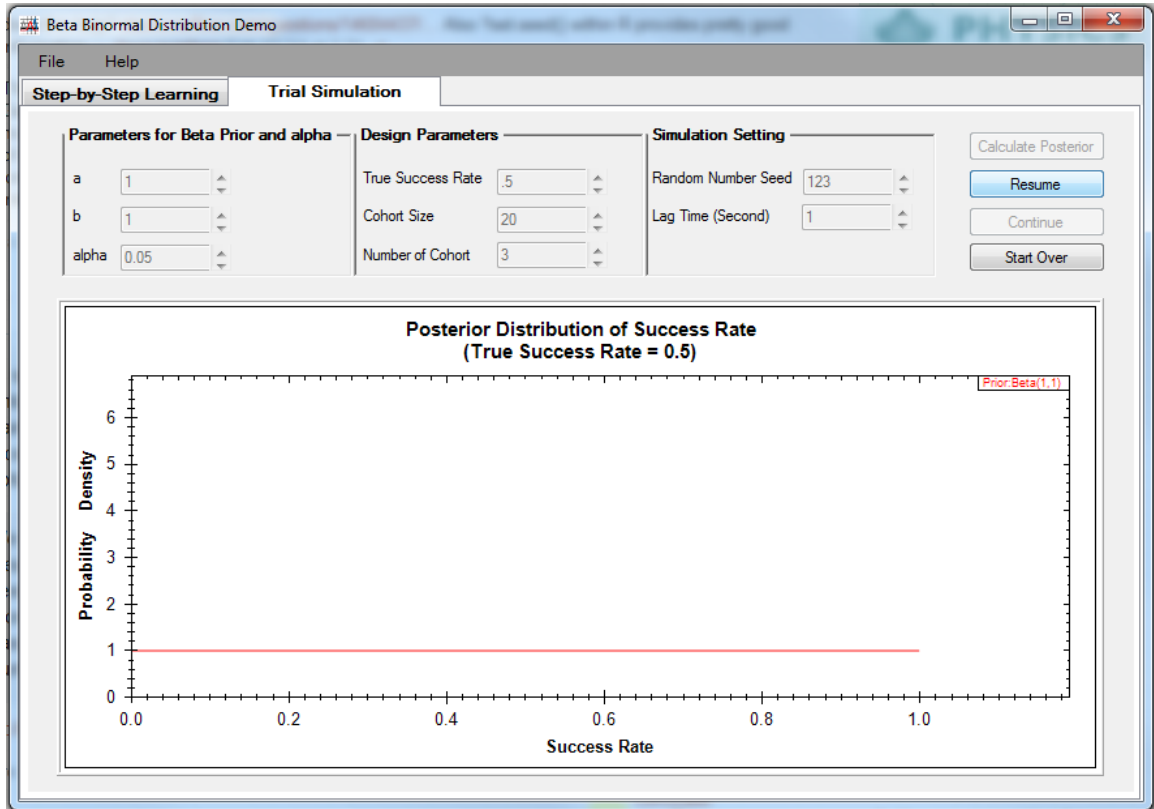 Beta Binormal Distribution Demo
File Help
Step-by-Step Learning Trial Simulation
Parameters for Beta Prior and alpha Design Parameters Simulation Setting
a 1 True Success Rate .5 Random Number Seed 123 Calculate Posterior
Resume
b 1 Cohort Size 20 Lag Time (Second) 1 Continue
alpha 0.05 Number of Cohort 3 Start Over
Posterior Distribution of Success Rate
(True Success Rate = 0.5)
Prior:Beta(1,1)
Probability Density
6
5
4
3
2
1
0
0.0 0.2 0.4 0.6 0.8 1.0
Success Rate